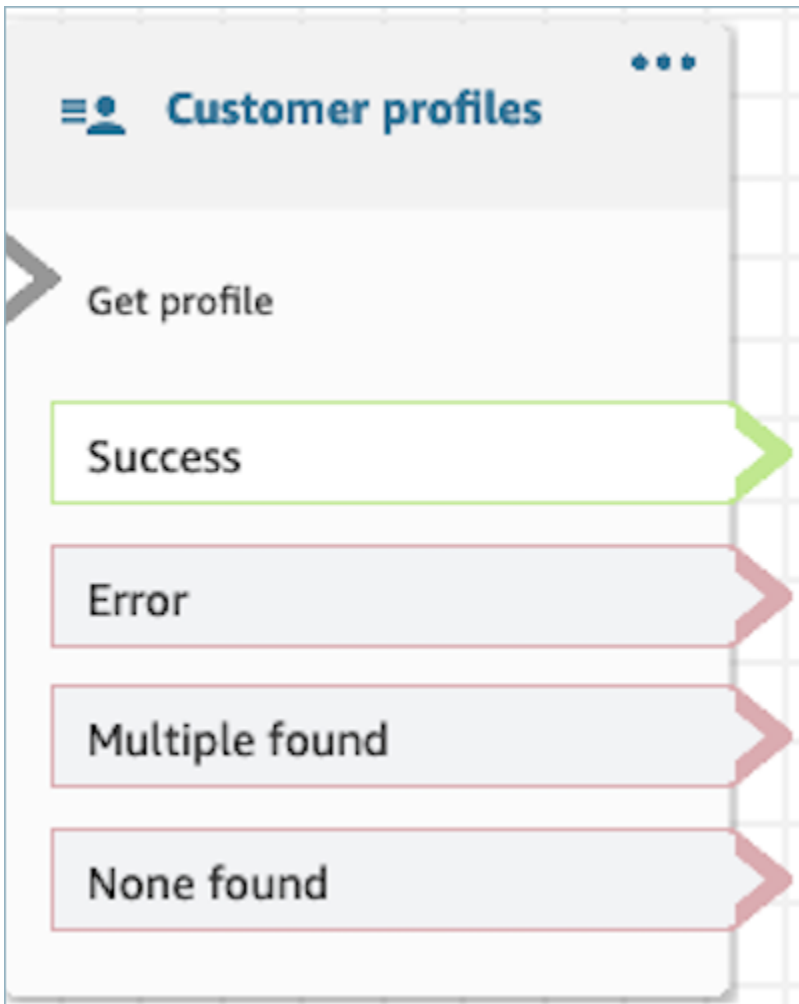 Customer profiles
Get profile
Success
Error
Multiple found
None found